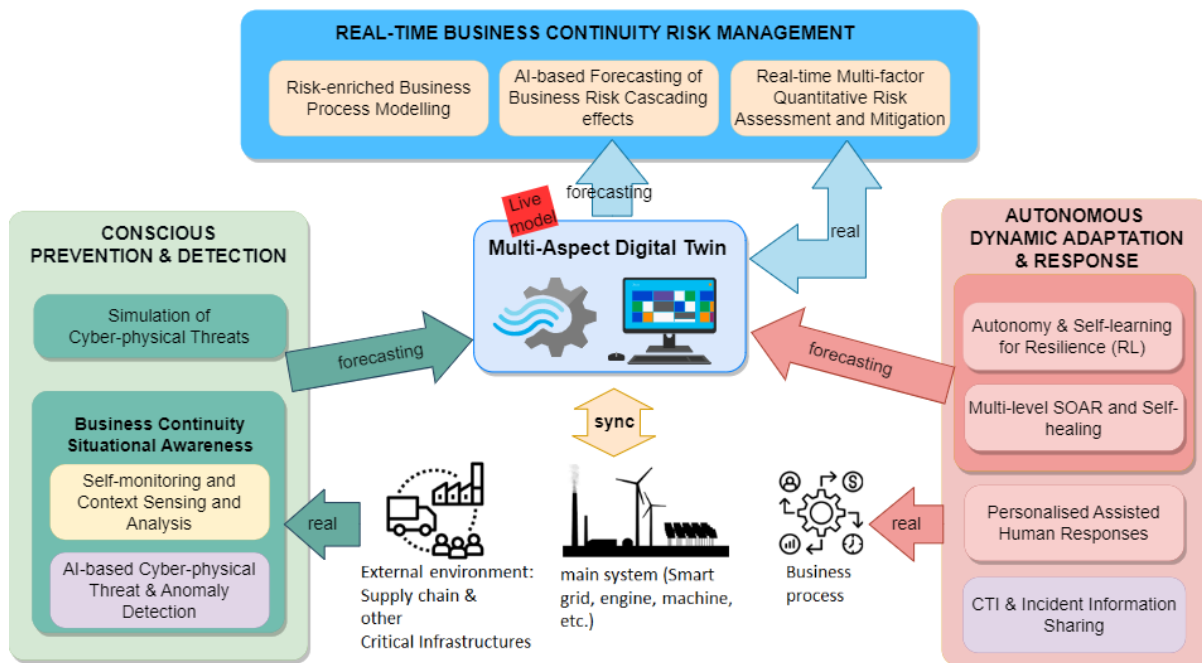 REAL-TIME BUSINESS CONTINUITY RISK MANAGEMENT
Risk-enriched Business
Process Modelling
AI-based Forecasting of
Business Risk Cascading
effects
Real-time Multi-factor
Quantitative Risk
Assessment and Mitigation
forecasting
real
Live
model
Multi-Aspect Digital Twin
CONSCIOUS
PREVENTION & DETECTION
Simulation of
Cyber-physical Threats
forecasting
Business Continuity
Situational Awareness
Self-monitoring and
Context Sensing and
Analysis
AI-based Cyber-physical
Threat & Anomaly
Detection
real
sync
External environment:
Supply chain &
other
Critical Infrastructures
main system (Smart
grid, engine, machine,
etc.)
Business
process
AUTONOMOUS
DYNAMIC ADAPTATION
& RESPONSE
forecasting
Autonomy & Self-learning
for Resilience (RL)
Multi-level SOAR and Self-
healing
real
Personalised Assisted
Human Responses
CTI & Incident Information
Sharing